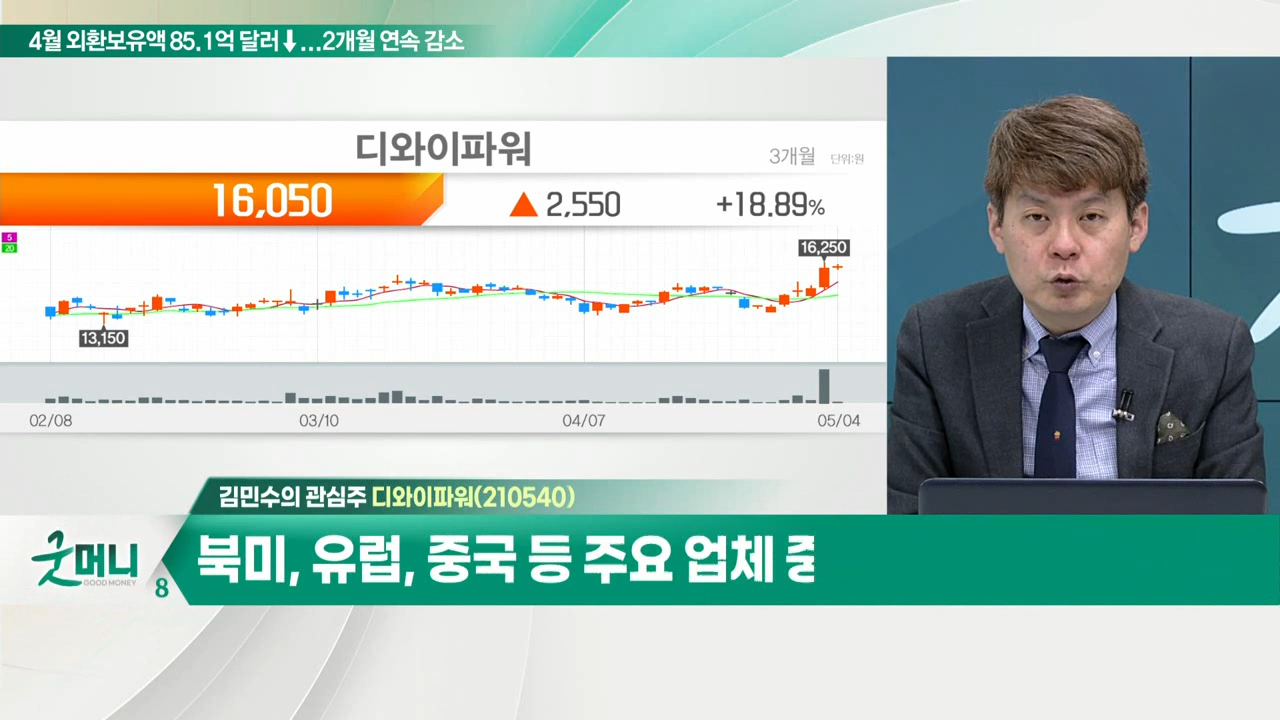 4월 외환보유액 85.1억 달러⬇...2개월 연속 감소
디와이파워
3개월 단위:원
16,050 ▲ 2,550 +18.89%
5
20
16,250
13,150
02/08 03/10 04/07 05/04
김민수의 관심주 디와이파워(210540)
북미, 유럽, 중국 등 주요 업체
굿머니
GOOD MONEY
8